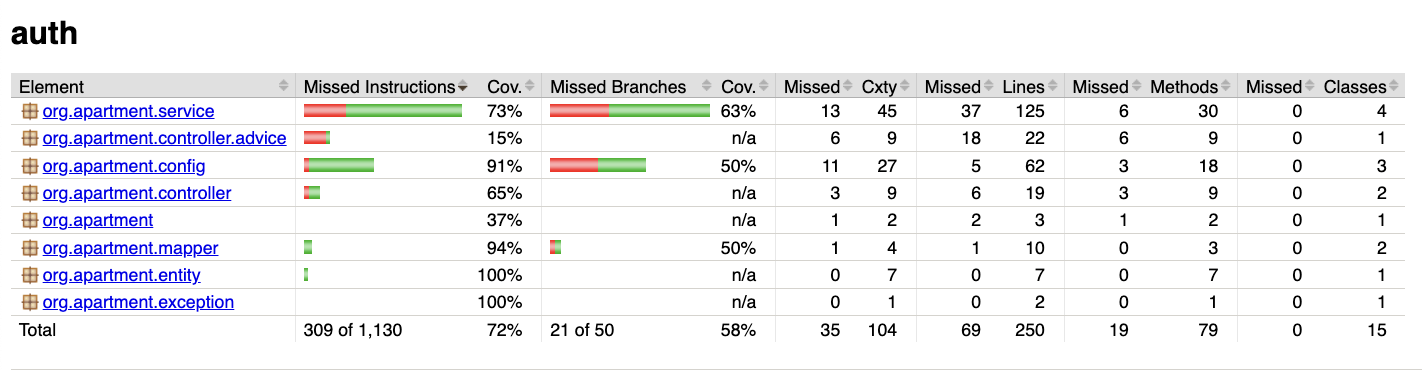 auth
Element Missed Instructions Cov. Missed Branches Cov. Missed Cxty Missed Lines Missed Methods Missed Classes
org.apartment.service 73% 63% 13 45 37 125 6 30 0 4
org.apartment.controller.advice 15% n/a 6 9 18 22 6 9 0 1
org.apartment.config 91% 50% 11 27 5 62 3 18 0 3
org.apartment.controller 65% n/a 3 9 6 19 3 9 0 2
org.apartment 37% n/a 1 2 2 3 1 2 0 1
org.apartment.mapper 94% 50% 1 4 1 10 0 3 0 2
org.apartment.entity 100% n/a 0 7 0 7 0 7 0 1
org.apartment.exception 100% n/a 0 1 0 2 0 1 0 1
Total 309 of 1,130 72% 21 of 50 58% 35 104 69 250 19 79 0 15